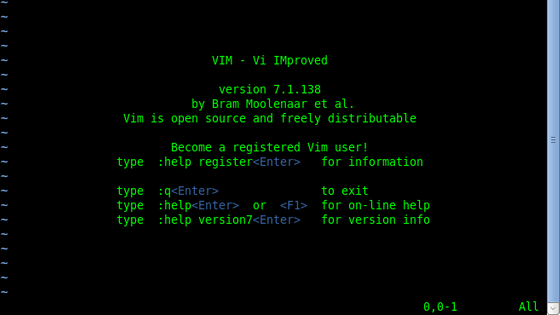 ~
~
~
~
~ VIM - Vi IMproved
~
~ version 7.1.138
~ by Bram Moolenaar et al.
~ Vim is open source and freely distributable
~
~ Become a registered Vim user!
~ type :help register<Enter> for information
~
~ type :q<Enter> to exit
~ type :help<Enter> or <F1> for on-line help
~ type :help version7<Enter> for version info
~
~
~
~
~
0,0-1 All